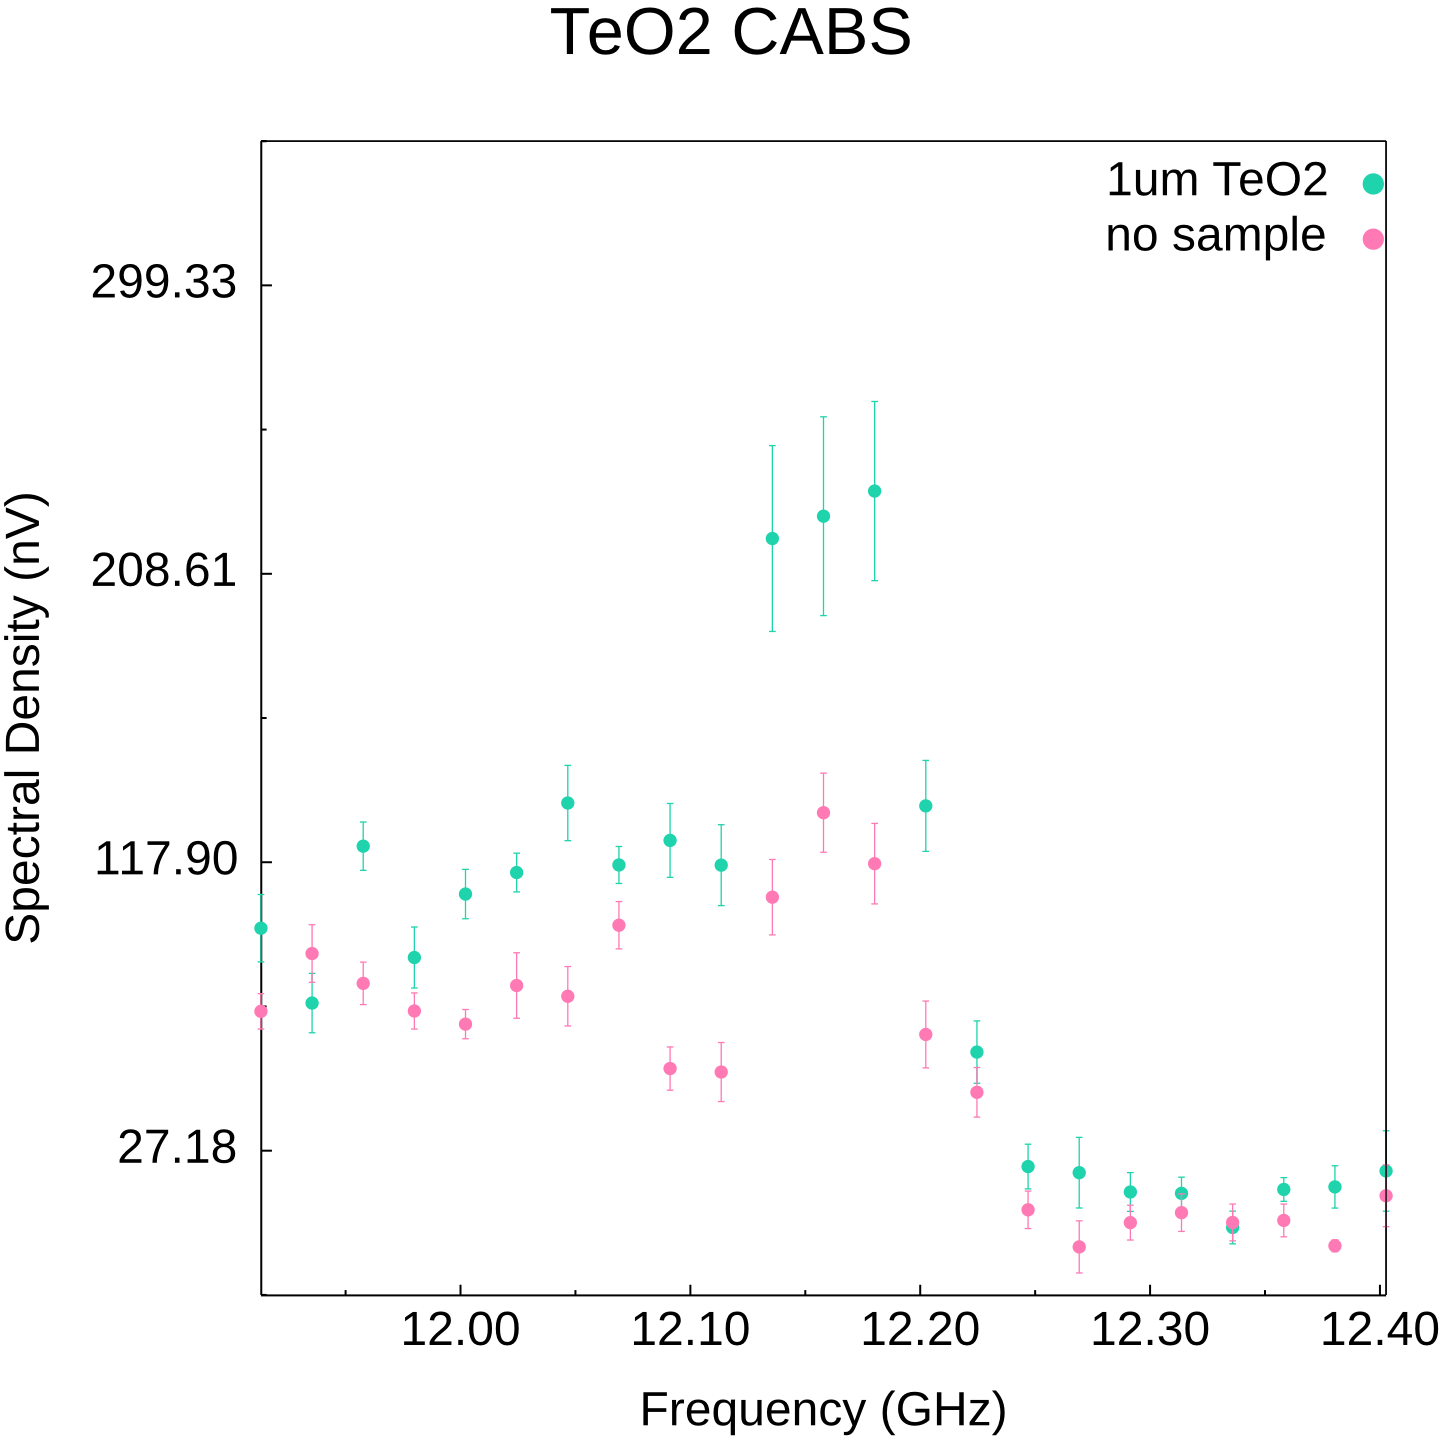 TeO2 CABS
1um TeO2
no sample
299.33
208.61
117.90
27.18
Spectral Density (nV)
12.00 12.10 12.20 12.30 12.40
Frequency (GHz)